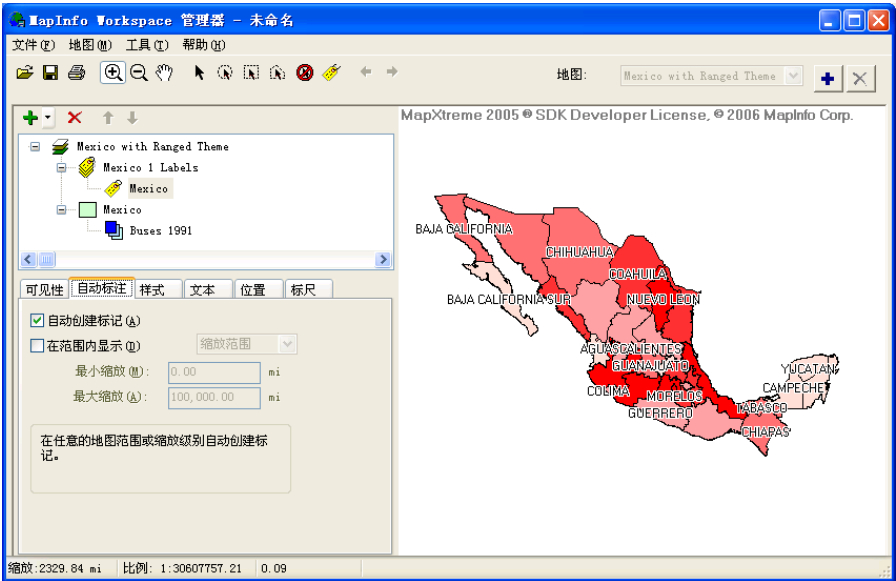 MapInfo Workspace 管理器 - 未命名
文件(F) 地图(M) 工具(T) 帮助(H)
地图: Mexico with Ranged Theme
MapXtreme 2005 ® SDK Developer License, © 2006 MapInfo Corp.
Mexico with Ranged Theme
Mexico 1 Labels
Mexico
Mexico
Buses 1991
可见性 自动标注 样式 文本 位置 标尺
自动创建标记(A)
在范围内显示(D) 缩放范围
最小缩放(M): 0.00 mi
最大缩放(A): 100,000.00 mi
在任意的地图范围或缩放级别自动创建标
记。
BAJA CALIFORNIA
CHIHUAHUA
COAHUILA
BAJA CALIFORNIA SUR
NUEVO LEON
AGUASCALIENTES
GUANAJUATO
YUCATAN
COLIMA
MORELOS
CAMPECHE
GUERRERO
TABASCO
CHIAPAS
缩放:2329.84 mi 比例: 1:30607757.21 0.09